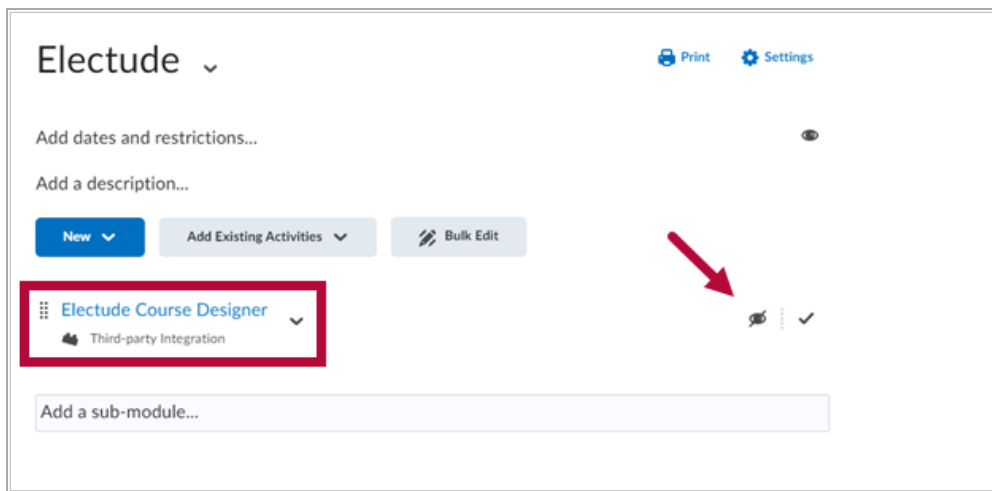 Electude
Print
Settings
Add dates and restrictions...
Add a description...
New
Add Existing Activities
Bulk Edit
Electude Course Designer
Third-party Integration
Add a sub-module...